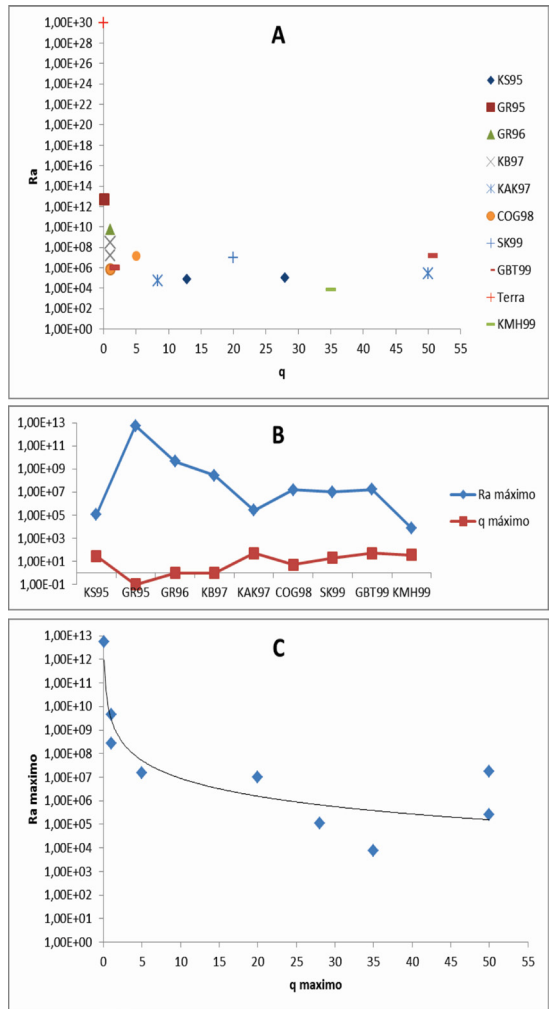 A
1,00E+30
1,00E+28
1,00E+26
1,00E+24
1,00E+22
1,00E+20
1,00E+18
1,00E+16
1,00E+14
1,00E+12
1,00E+10
1,00E+08
1,00E+06
1,00E+04
1,00E+02
1,00E+00
Ra
0 5 10 15 20 25 30 35 40 45 50 55
q
KS95
GR95
GR96
KB97
KAK97
COG98
SK99
GBT99
Terra
KMH99
B
1,00E+13
1,00E+11
1,00E+09
1,00E+07
1,00E+05
1,00E+03
1,00E+01
1,00E-01
KS95 GR95 GR96 KB97 KAK97 COG98 SK99 GBT99 KMH99
Ra máximo
q máximo
C
1,00E+13
1,00E+12
1,00E+11
1,00E+10
1,00E+09
1,00E+08
1,00E+07
1,00E+06
1,00E+05
1,00E+04
1,00E+03
1,00E+02
1,00E+01
1,00E+00
Ra maximo
0 5 10 15 20 25 30 35 40 45 50
q maximo